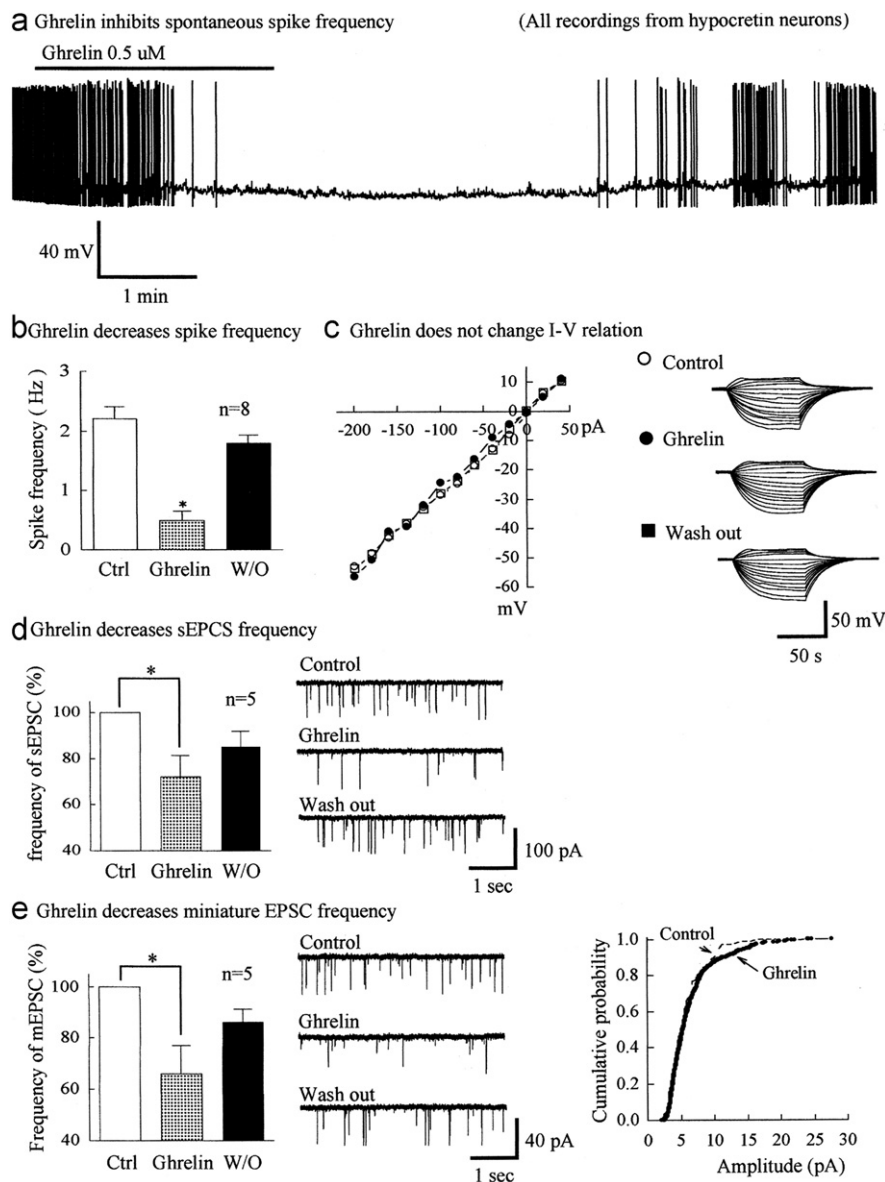 a Ghrelin inhibits spontaneous spike frequency (All recordings from hypocretin neurons)
Ghrelin 0.5 uM
40 mV
1 min
b Ghrelin decreases spike frequency
Spike frequency ( Hz)
3
2
1
0
n=8
*
Ctrl Ghrelin W/O
c Ghrelin does not change I-V relation
10
-200 -150 -100 -50 0 50 pA
-10
-20
-30
-40
-50
-60
mV
Control
Ghrelin
Wash out
50 mV
50 s
d Ghrelin decreases sEPCS frequency
frequency of sEPSC (%)
100
80
60
40
*
n=5
Ctrl Ghrelin W/O
Control
Ghrelin
Wash out
100 pA
1 sec
e Ghrelin decreases miniature EPSC frequency
Frequency of mEPSC (%)
100
80
60
40
*
n=5
Ctrl Ghrelin W/O
Control
Ghrelin
Wash out
40 pA
1 sec
Cumulative probability
1.0
0.8
0.6
0.4
0.2
0.0
Control
Ghrelin
0 5 10 15 20 25 30
Amplitude (pA)